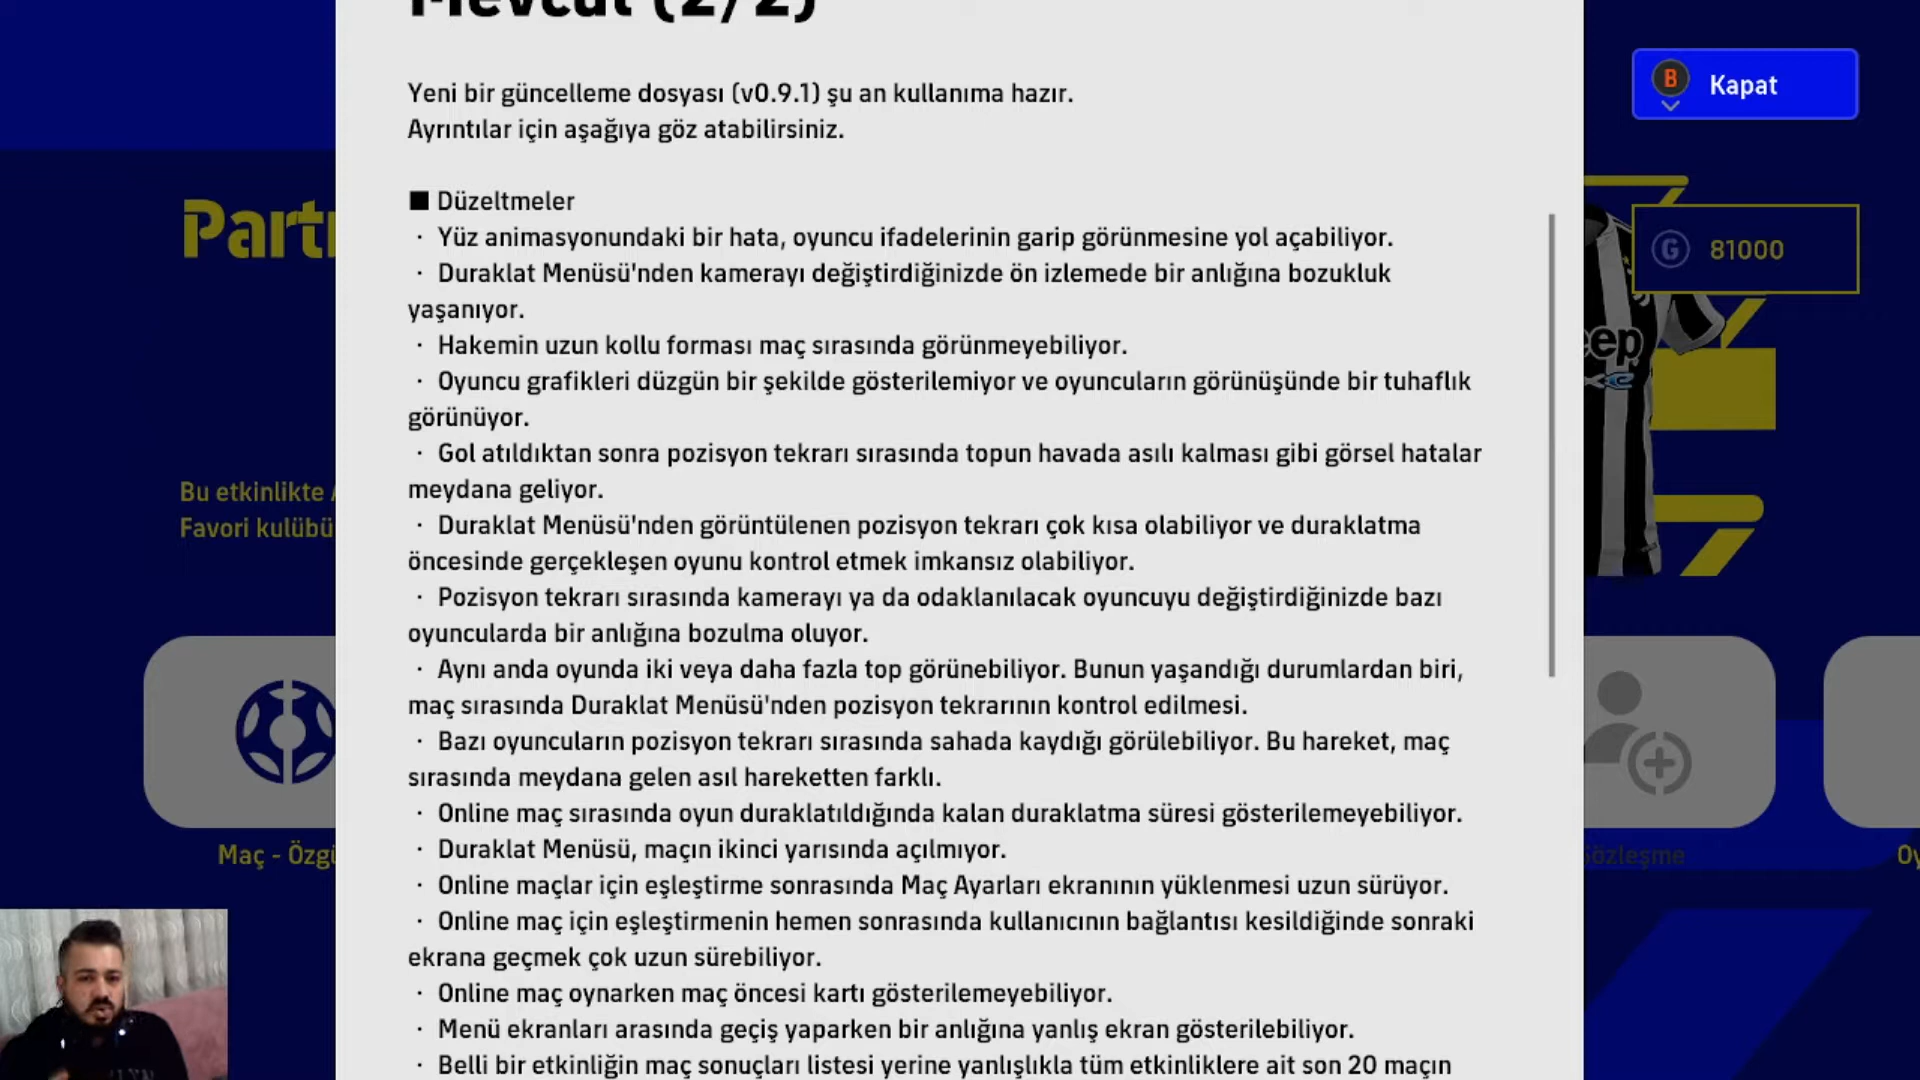 Mevcut (2/2)
B Kapat
Yeni bir güncelleme dosyası (v0.9.1) şu an kullanıma hazır.
Ayrıntılar için aşağıya göz atabilirsiniz.
Partn
G 81000
■ Düzeltmeler
· Yüz animasyonundaki bir hata, oyuncu ifadelerinin garip görünmesine yol açabiliyor.
· Duraklat Menüsü'nden kamerayı değiştirdiğinizde ön izlemede bir anlığına bozukluk
yaşanıyor.
· Hakemin uzun kollu forması maç sırasında görünmeyebiliyor.
eep
· Oyuncu grafikleri düzgün bir şekilde gösterilemiyor ve oyuncuların görünüşünde bir tuhaflık
görünüyor.
· Gol atıldıktan sonra pozisyon tekrarı sırasında topun havada asılı kalması gibi görsel hatalar
meydana geliyor.
Bu etkinlikte
Favori kulübü
· Duraklat Menüsü'nden görüntülenen pozisyon tekrarı çok kısa olabiliyor ve duraklatma
öncesinde gerçekleşen oyunu kontrol etmek imkansız olabiliyor.
· Pozisyon tekrarı sırasında kamerayı ya da odaklanılacak oyuncuyu değiştirdiğinizde bazı
oyuncularda bir anlığına bozulma oluyor.
· Aynı anda oyunda iki veya daha fazla top görünebiliyor. Bunun yaşandığı durumlardan biri,
maç sırasında Duraklat Menüsü'nden pozisyon tekrarının kontrol edilmesi.
· Bazı oyuncuların pozisyon tekrarı sırasında sahada kaydığı görülebiliyor. Bu hareket, maç
sırasında meydana gelen asıl hareketten farklı.
· Online maç sırasında oyun duraklatıldığında kalan duraklatma süresi gösterilemeyebiliyor.
· Duraklat Menüsü, maçın ikinci yarısında açılmıyor.
Maç - Özgü
Sözleşme
Oy
· Online maçlar için eşleştirme sonrasında Maç Ayarları ekranının yüklenmesi uzun sürüyor.
· Online maç için eşleştirmenin hemen sonrasında kullanıcının bağlantısı kesildiğinde sonraki
ekrana geçmek çok uzun sürebiliyor.
· Online maç oynarken maç öncesi kartı gösterilemeyebiliyor.
· Menü ekranları arasında geçiş yaparken bir anlığına yanlış ekran gösterilebiliyor.
· Belli bir etkinliğin maç sonuçları listesi yerine yanlışlıkla tüm etkinliklere ait son 20 maçın